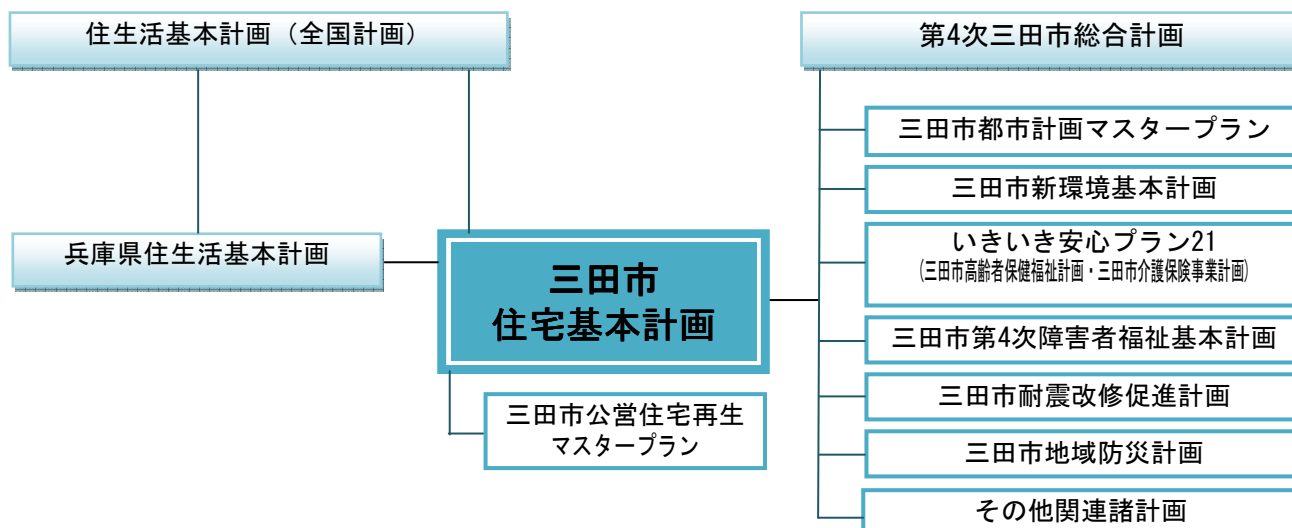 住生活基本計画（全国計画）
兵庫県住生活基本計画
三田市
住宅基本計画
三田市公営住宅再生
マスタープラン
第4次三田市総合計画
三田市都市計画マスタープラン
三田市新環境基本計画
いきいき安心プラン21
(三田市高齢者保健福祉計画・三田市介護保険事業計画)
三田市第4次障害者福祉基本計画
三田市耐震改修促進計画
三田市地域防災計画
その他関連諸計画